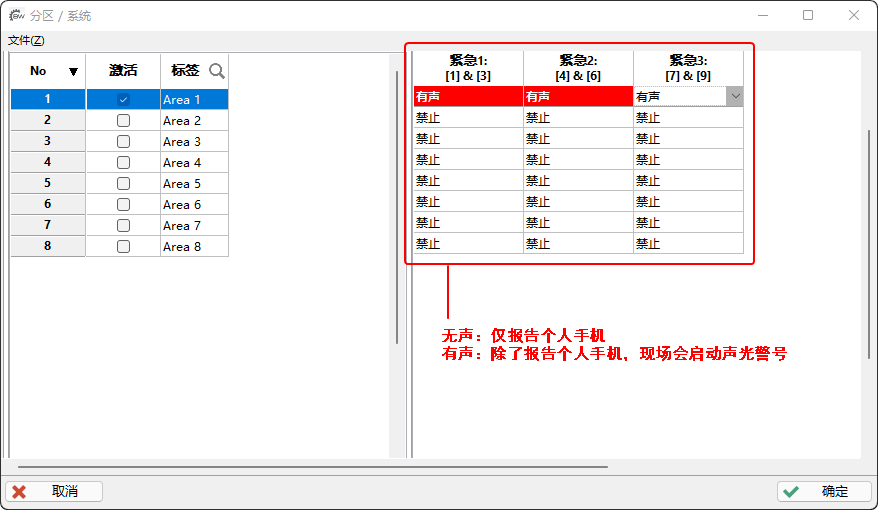 BW 分区 / 系统
文件(Z)
No ▼ 激活 标签 紧急1: 紧急2: 紧急3:
[1] & [3] [4] & [6] [7] & [9]
1 Area 1 有声 有声 有声
2 Area 2 禁止 禁止 禁止
3 Area 3 禁止 禁止 禁止
4 Area 4 禁止 禁止 禁止
5 Area 5 禁止 禁止 禁止
6 Area 6 禁止 禁止 禁止
7 Area 7 禁止 禁止 禁止
8 Area 8 禁止 禁止 禁止
无声：仅报告个人手机
有声：除了报告个人手机，现场会启动声光警号
取消 确定